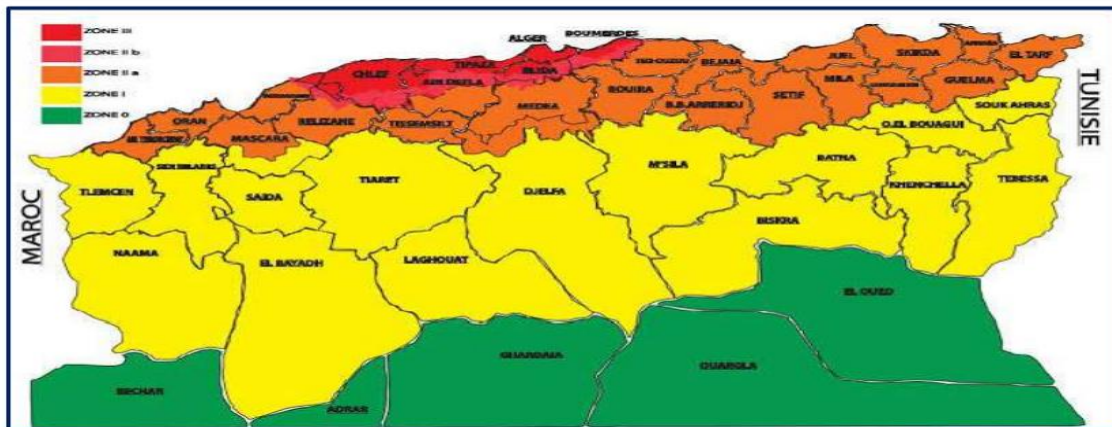 ZONE III
ZONE II b
ZONE II a
ZONE I
ZONE 0
ALGER
BOUMERDES
TIPAZA
CHLEF
BLIDA
AIN DEFLA
TIZI OUZOU
BEJAIA
JIJEL
SKIKDA
ANNABA
EL TARF
BOUIRA
MILA
GUELMA
SETIF
B.B.ARRERIDJ
MEDEA
ORAN
RELIZANE
TISSEMSILT
MASCARA
SOUK AHRAS
O.EL BOUAGUI
TUNISIE
MAROC
TLEMCEN
SIDI BELABES
SAIDA
TIARET
DJELFA
M'SILA
BATNA
KHENCHELLA
TEBESSA
BISKRA
NAAMA
EL BAYADH
LAGHOUAT
EL OUED
GHARDAIA
OUARGLA
BECHAR
ADRAR